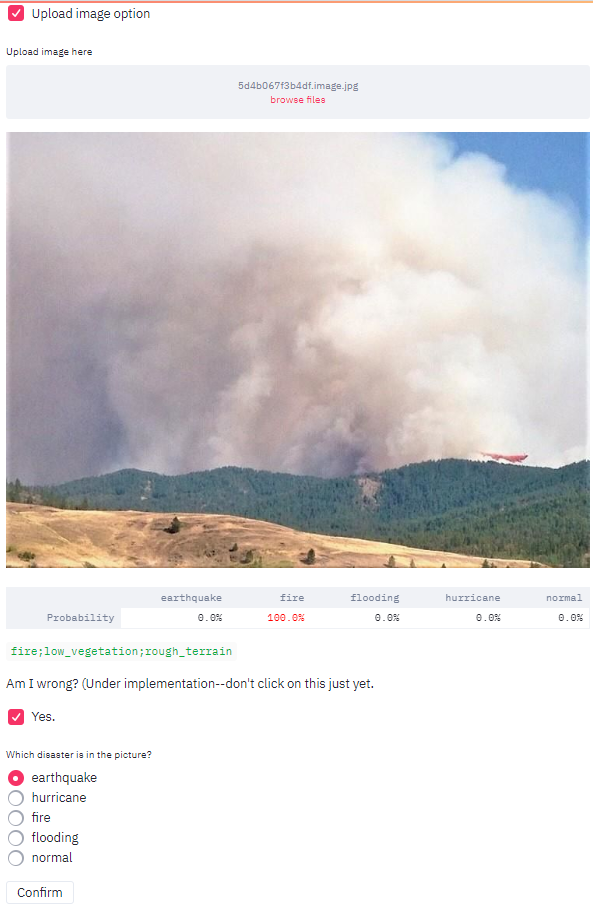 Upload image option
Upload image here
5d4b067f3b4df.image.jpg
browse files
earthquake fire flooding hurricane normal
Probability 0.0% 100.0% 0.0% 0.0% 0.0%
fire;low_vegetation;rough_terrain
Am I wrong? (Under implementation--don't click on this just yet.
Yes.
Which disaster is in the picture?
earthquake
hurricane
fire
flooding
normal
Confirm